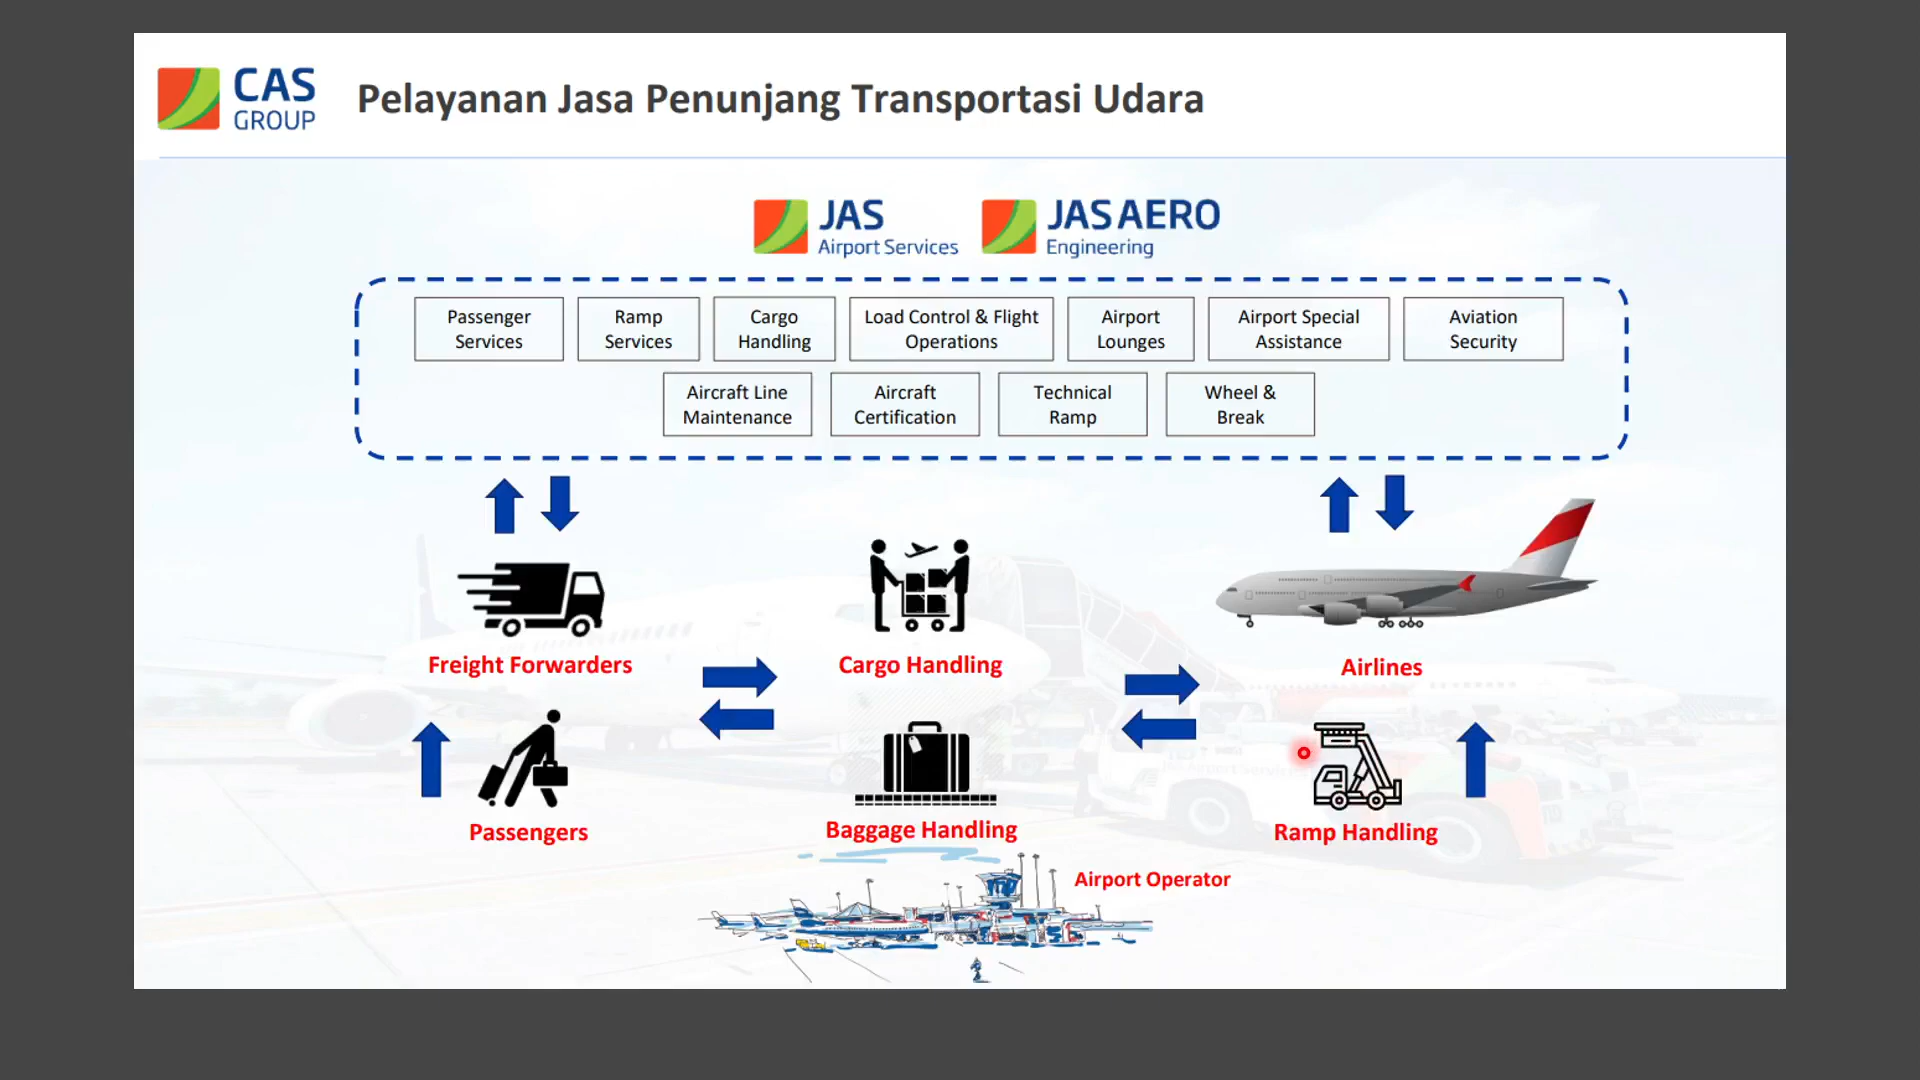 CAS
GROUP
Pelayanan Jasa Penunjang Transportasi Udara
JAS
Airport Services
JAS AERO
Engineering
Passenger
Services
Ramp
Services
Cargo
Handling
Load Control & Flight
Operations
Airport
Lounges
Airport Special
Assistance
Aviation
Security
Aircraft Line
Maintenance
Aircraft
Certification
Technical
Ramp
Wheel &
Break
Freight Forwarders
Cargo Handling
Airlines
Passengers
Baggage Handling
Ramp Handling
Airport Operator